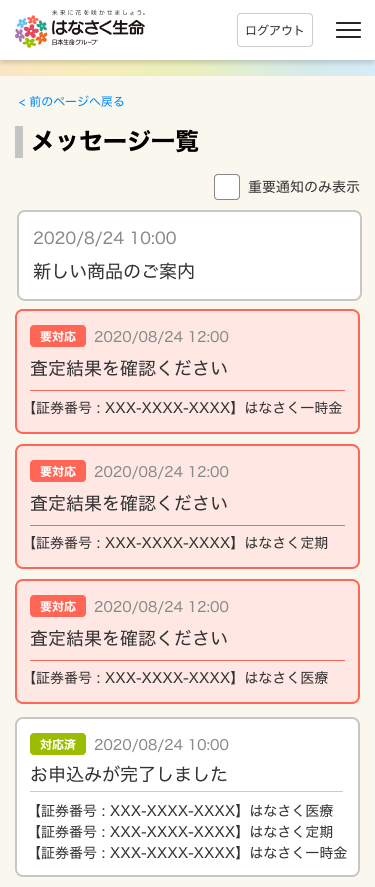 未来に花を咲かせましょう。
はなさく生命
日本生命グループ
ログアウト
< 前のページへ戻る
メッセージ一覧
重要通知のみ表示
2020/8/24 10:00
新しい商品のご案内
要対応 2020/08/24 12:00
査定結果を確認ください
【証券番号 : XXX-XXXX-XXXX】はなさく一時金
要対応 2020/08/24 12:00
査定結果を確認ください
【証券番号 : XXX-XXXX-XXXX】はなさく定期
要対応 2020/08/24 12:00
査定結果を確認ください
【証券番号 : XXX-XXXX-XXXX】はなさく医療
対応済 2020/08/24 10:00
お申込みが完了しました
【証券番号 : XXX-XXXX-XXXX】はなさく医療
【証券番号 : XXX-XXXX-XXXX】はなさく定期
【証券番号 : XXX-XXXX-XXXX】はなさく一時金